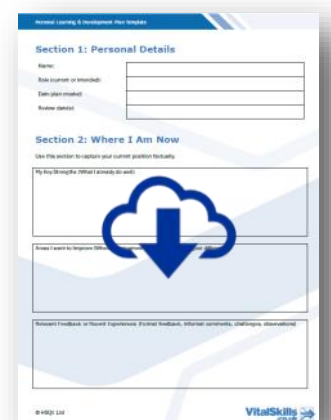 Personal Learning & Development Plan Template
Section 1: Personal Details
Name:
Role (current or intended):
Date (plan created):
Review date(s):
Section 2: Where I Am Now
Use this section to capture your current position factually.
My Key Strengths (What I already do well)
Areas I want to Improve
Relevant Feedback or Recent Experiences (Formal feedback, informal comments, challenges, observations)
© HSQE Ltd
VitalSkills
.co.uk